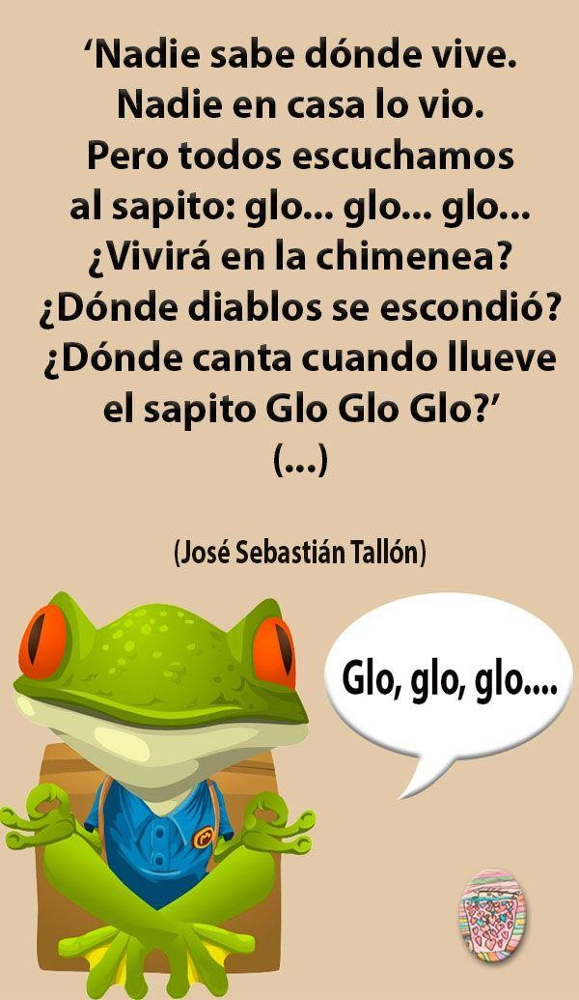 ‘Nadie sabe dónde vive.
Nadie en casa lo vio.
Pero todos escuchamos
al sapito: glo... glo... glo...
¿Vivirá en la chimenea?
¿Dónde diablos se escondió?
¿Dónde canta cuando llueve
el sapito Glo Glo Glo?’
(...)
(José Sebastián Tallón)
Glo, glo, glo....
M